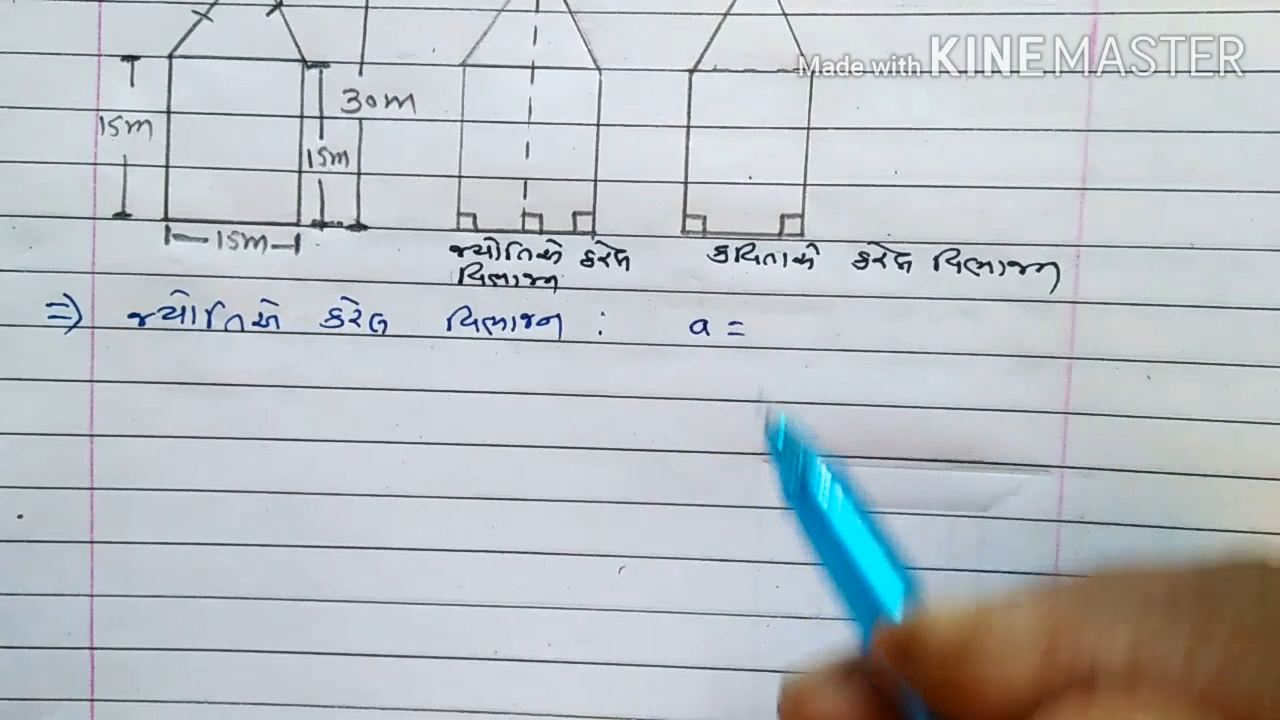 Made with KINEMASTER
30m
15m
15m
15m
જ્યોતિએ કરેલ
વિભાજન
કવિતાએ કરેલ વિભાજન
⇒ જ્યોતિએ કરેલ વિભાજન : a =